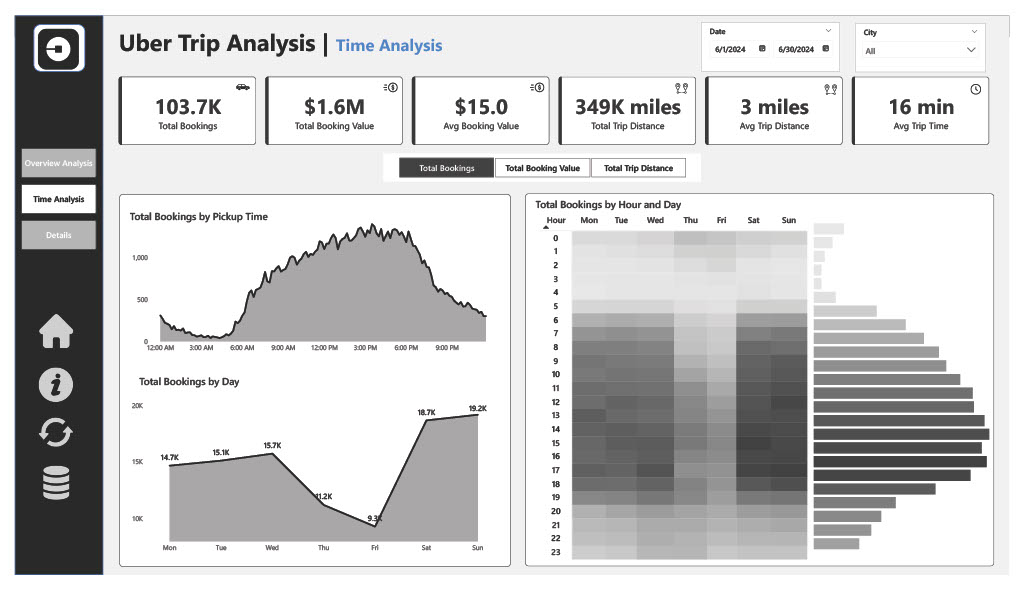 Uber Trip Analysis | Time Analysis
Date
6/1/2024 6/30/2024
City
All
103.7K
Total Bookings
$1.6M
Total Booking Value
$15.0
Avg Booking Value
349K miles
Total Trip Distance
3 miles
Avg Trip Distance
16 min
Avg Trip Time
Overview Analysis
Time Analysis
Details
Total Bookings Total Booking Value Total Trip Distance
Total Bookings by Pickup Time
1,000
500
0
12:00 AM 3:00 AM 6:00 AM 9:00 AM 12:00 PM 3:00 PM 6:00 PM 9:00 PM
Total Bookings by Day
20K
15K
10K
14.7K 15.1K 15.7K 11.2K 9.3K 18.7K 19.2K
Mon Tue Wed Thu Fri Sat Sun
Total Bookings by Hour and Day
Hour Mon Tue Wed Thu Fri Sat Sun
0
1
2
3
4
5
6
7
8
9
10
11
12
13
14
15
16
17
18
19
20
21
22
23